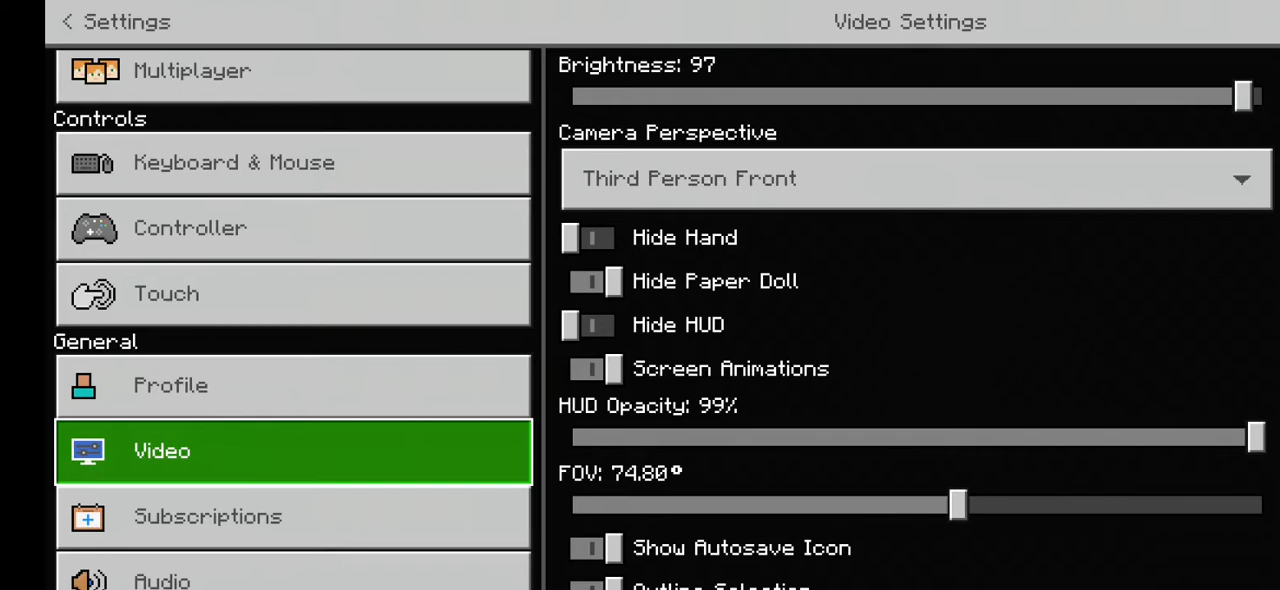 Settings
Video Settings
Multiplayer
Controls
Keyboard & Mouse
Controller
Touch
General
Profile
Video
Subscriptions
Audio
Brightness: 97
Camera Perspective
Third Person Front
Hide Hand
Hide Paper Doll
Hide HUD
Screen Animations
HUD Opacity: 99%
FOV: 74.80°
Show Autosave Icon
Outline Selection